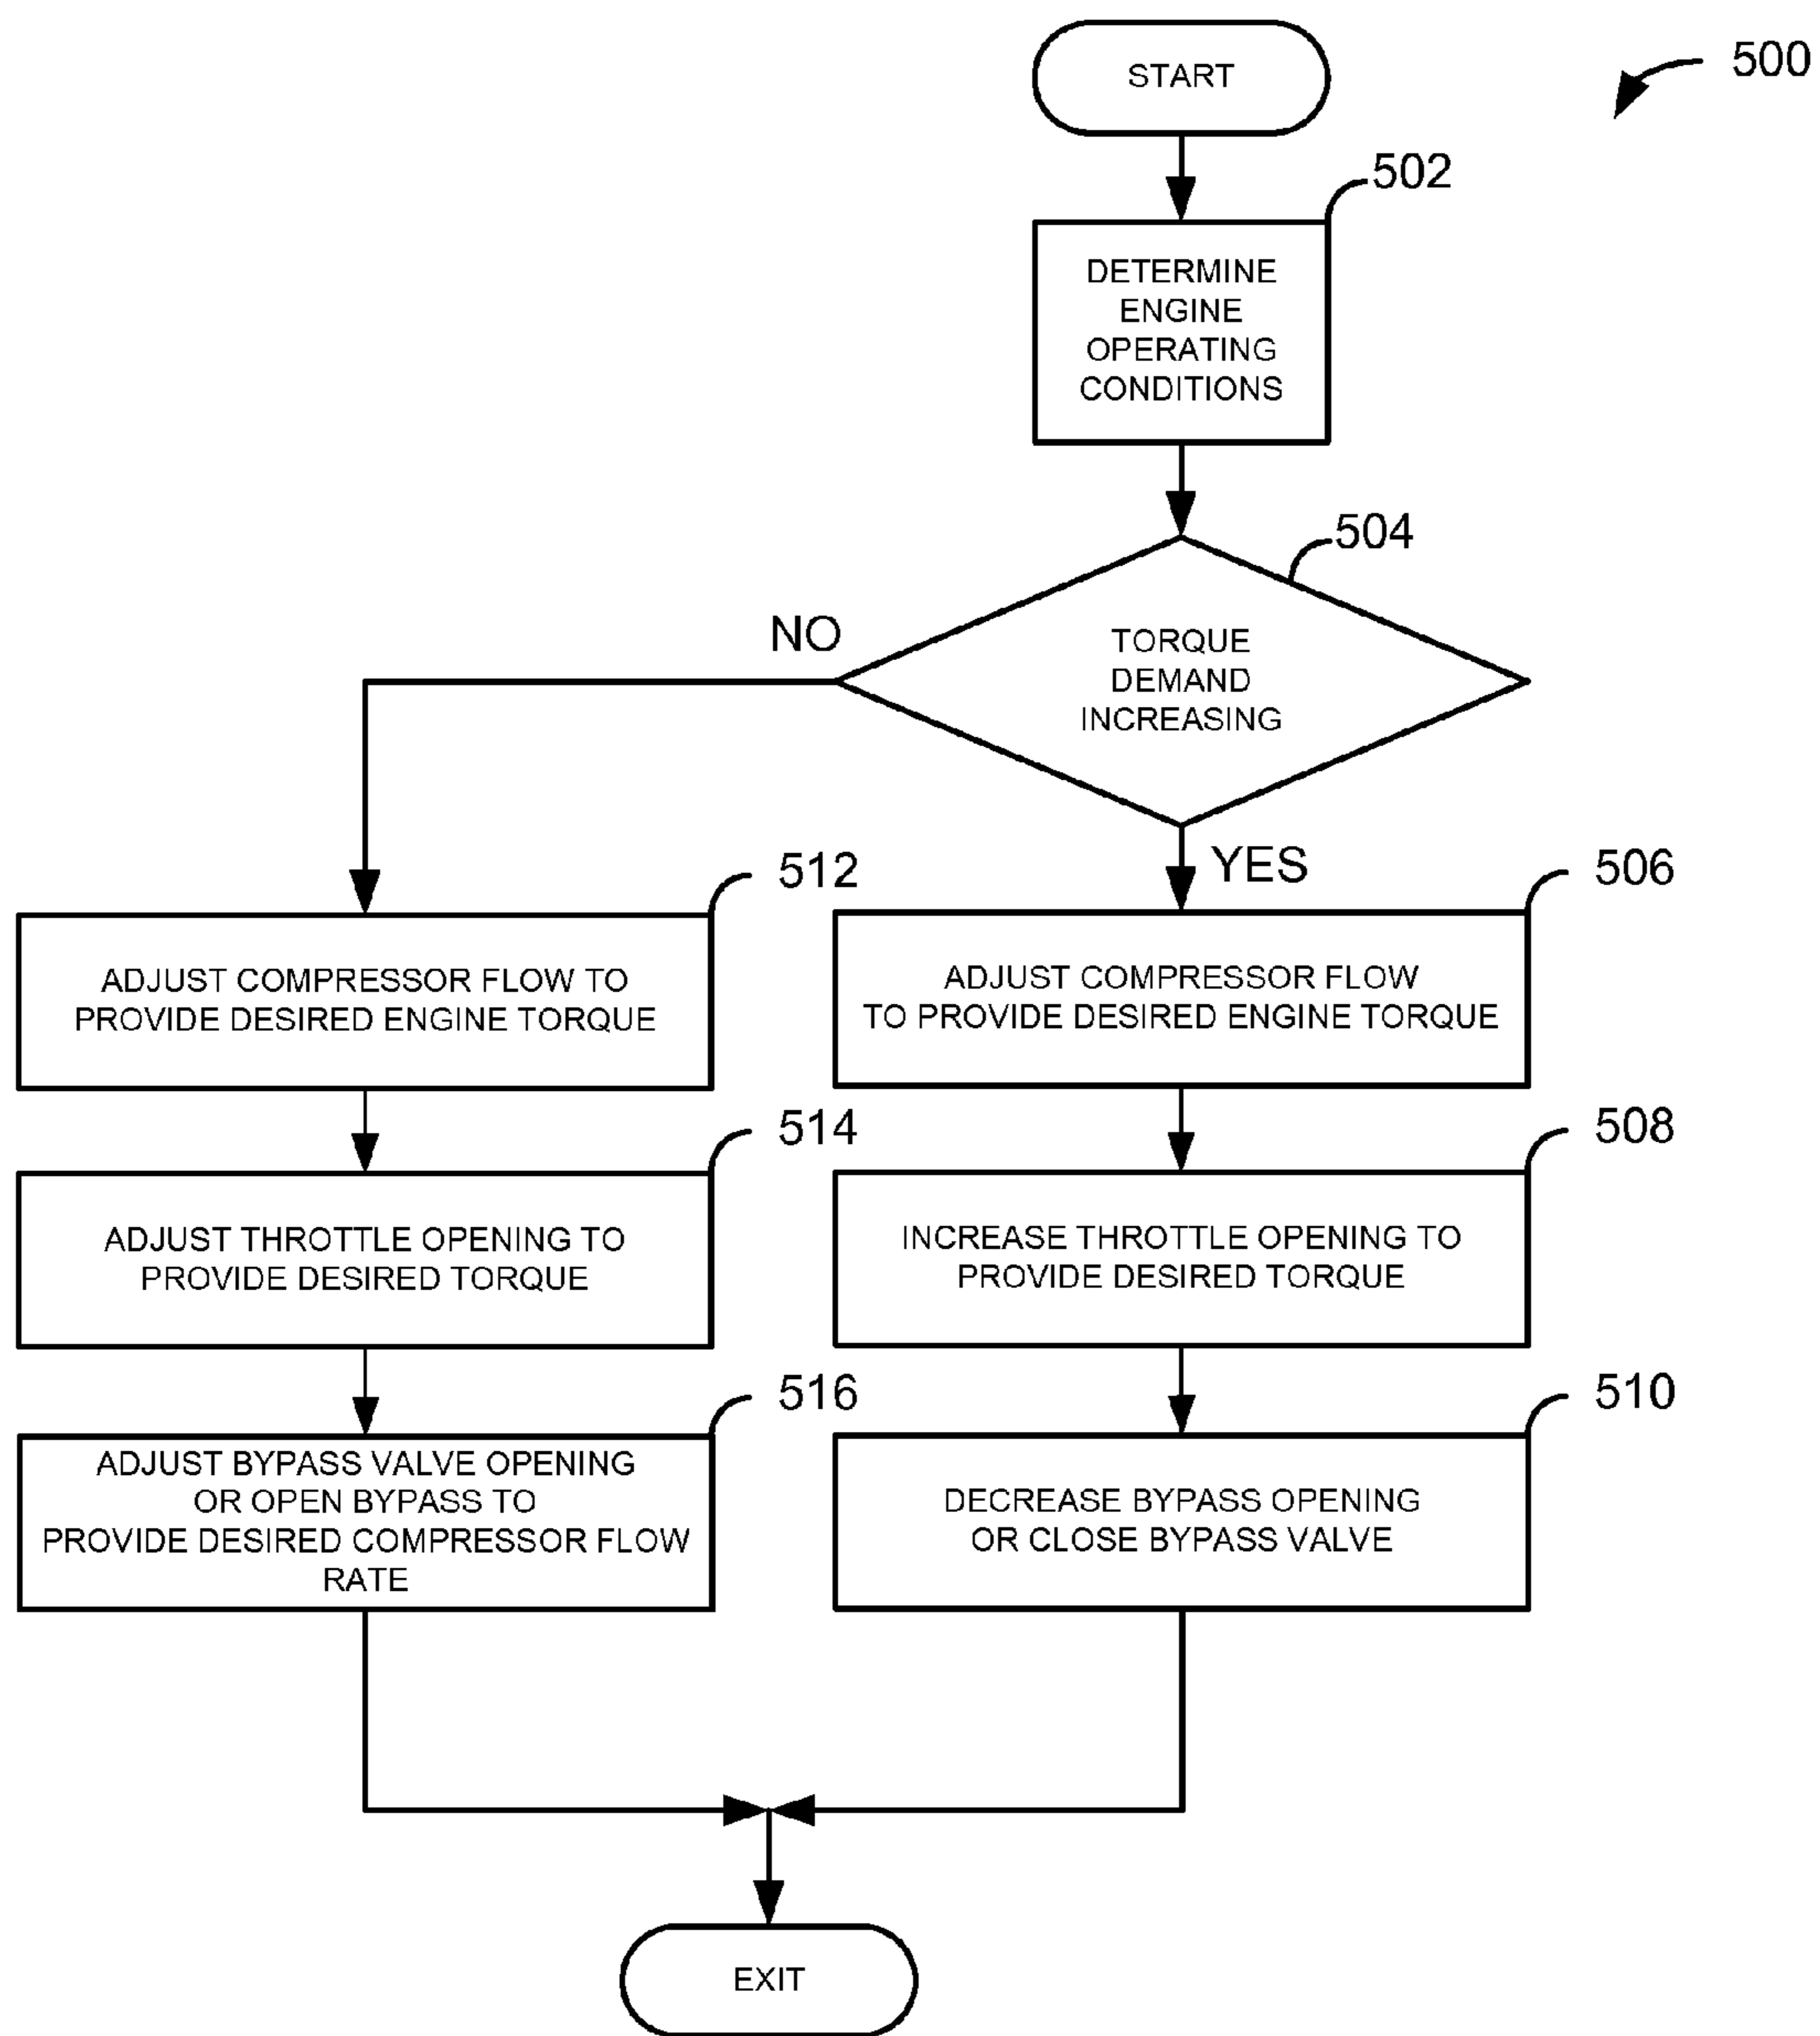 START
500
502
DETERMINE
ENGINE
OPERATING
CONDITIONS
504
NO
TORQUE
DEMAND
INCREASING
YES
512
506
ADJUST COMPRESSOR FLOW TO
PROVIDE DESIRED ENGINE TORQUE
ADJUST COMPRESSOR FLOW
TO PROVIDE DESIRED ENGINE TORQUE
514
508
ADJUST THROTTLE OPENING TO
PROVIDE DESIRED TORQUE
INCREASE THROTTLE OPENING TO
PROVIDE DESIRED TORQUE
516
510
ADJUST BYPASS VALVE OPENING
OR OPEN BYPASS TO
PROVIDE DESIRED COMPRESSOR FLOW
RATE
DECREASE BYPASS OPENING
OR CLOSE BYPASS VALVE
EXIT